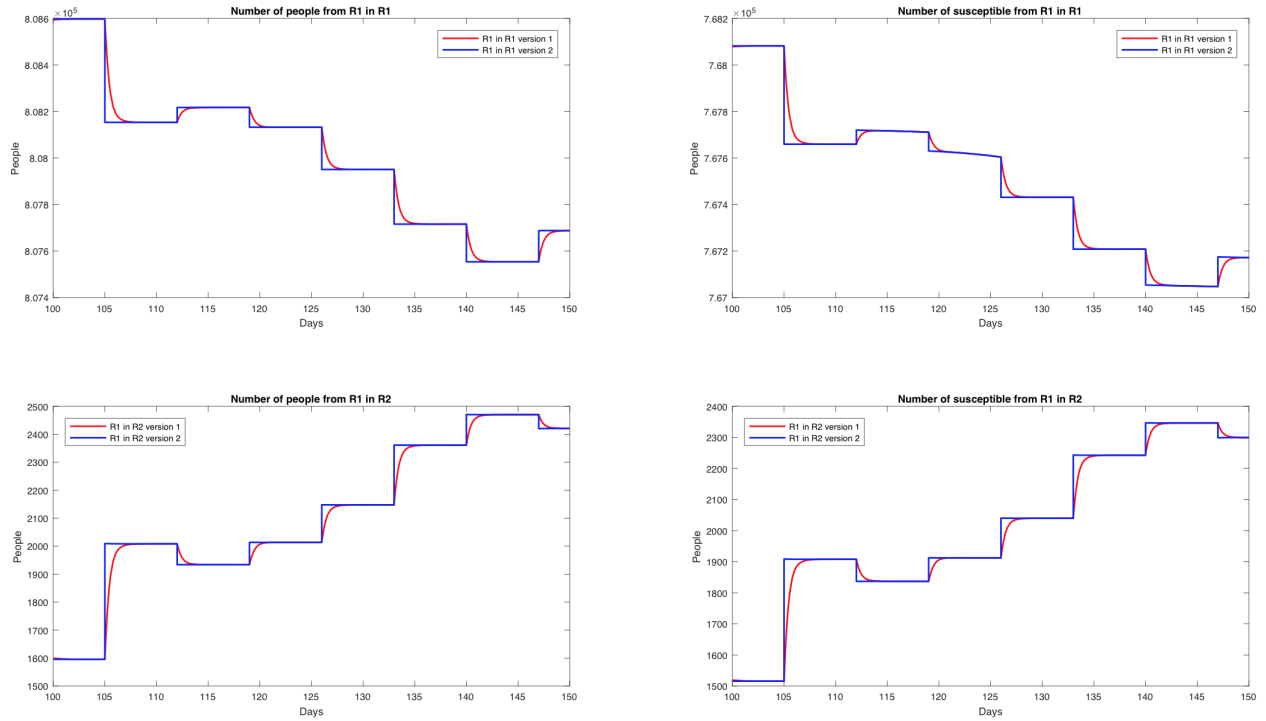 Number of people from R1 in R1
8.086 ×10⁵
8.084
8.082
8.08
8.078
8.076
8.074
People
R1 in R1 version 1
R1 in R1 version 2
100 105 110 115 120 125 130 135 140 145 150
Days
Number of susceptible from R1 in R1
7.682 ×10⁵
7.68
7.678
7.676
7.674
7.672
7.67
People
R1 in R1 version 1
R1 in R1 version 2
100 105 110 115 120 125 130 135 140 145 150
Days
Number of people from R1 in R2
2500
2400
2300
2200
2100
2000
1900
1800
1700
1600
1500
People
R1 in R2 version 1
R1 in R2 version 2
100 105 110 115 120 125 130 135 140 145 150
Days
Number of susceptible from R1 in R2
2400
2300
2200
2100
2000
1900
1800
1700
1600
1500
People
R1 in R2 version 1
R1 in R2 version 2
100 105 110 115 120 125 130 135 140 145 150
Days